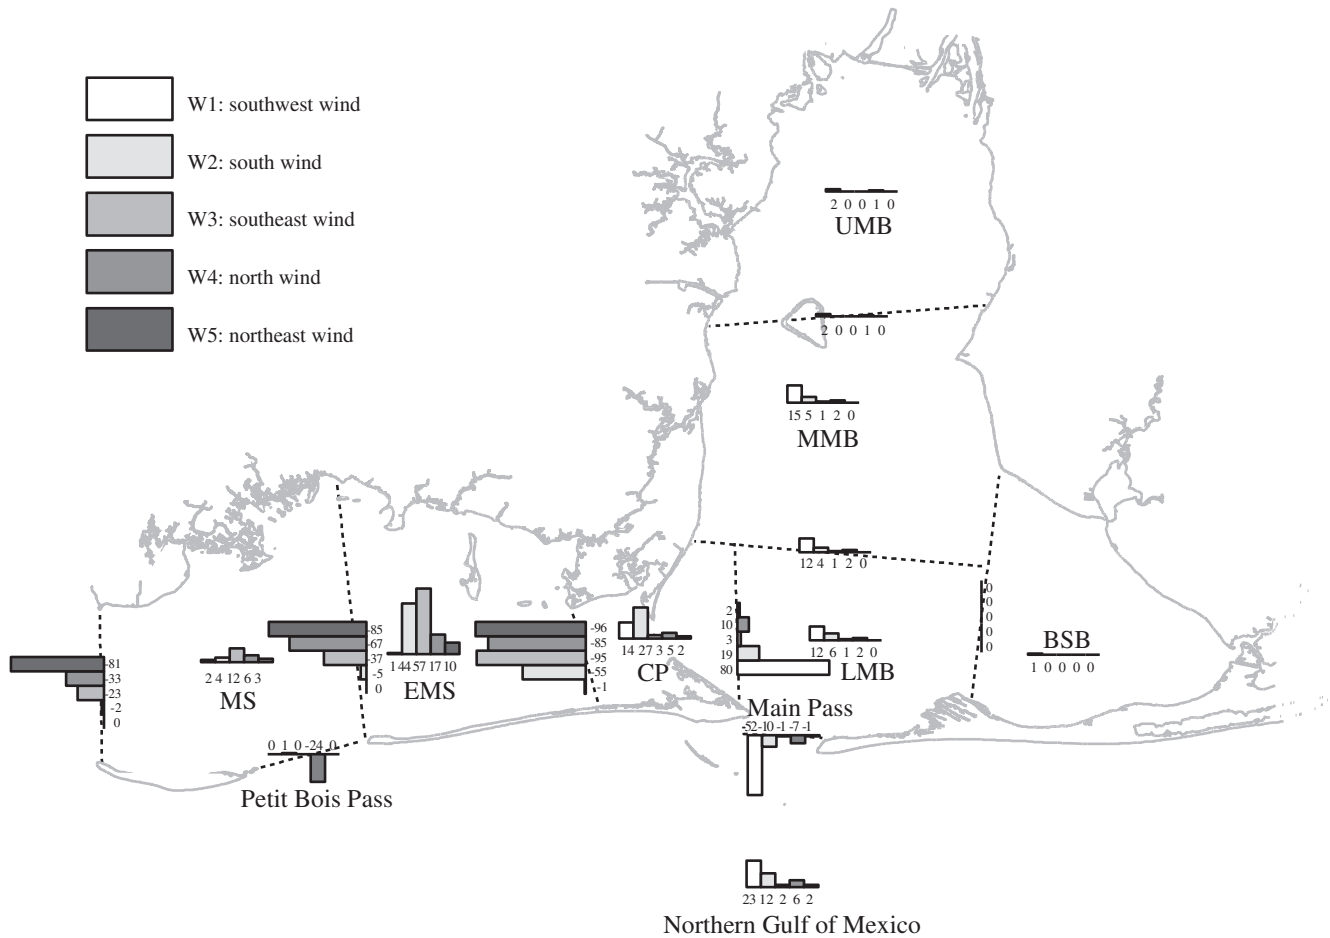 W1: southwest wind
W2: south wind
W3: southeast wind
W4: north wind
W5: northeast wind
2 0 0 1 0
UMB
2 0 0 1 0
15 5 1 2 0
MMB
12 4 1 2 0
-81
-33
-23
-2
0
2 4 12 6 3
MS
-85
-67
-37
-5
0
1 44 57 17 10
EMS
-96
-85
-95
-55
-1
14 27 3 5 2
CP
2
10
3
19
80
12 6 1 2 0
LMB
0
0
0
0
0
BSB
1 0 0 0 0
Main Pass
-52 -10 -1 -7 -1
0 1 0 -24 0
Petit Bois Pass
23 12 2 6 2
Northern Gulf of Mexico